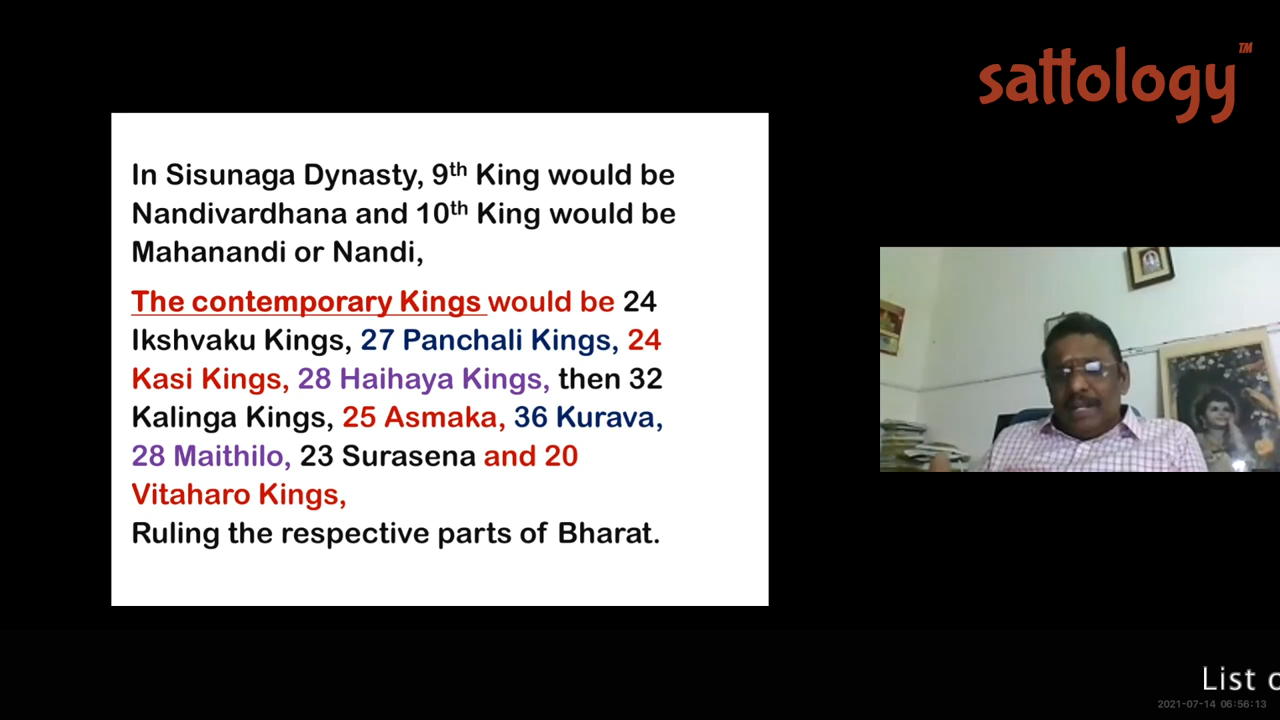 sattology™
In Sisunaga Dynasty, 9th King would be
Nandivardhana and 10th King would be
Mahanandi or Nandi,
The contemporary Kings would be 24
Ikshvaku Kings, 27 Panchali Kings, 24
Kasi Kings, 28 Haihaya Kings, then 32
Kalinga Kings, 25 Asmaka, 36 Kurava,
28 Maithilo, 23 Surasena and 20
Vitaharo Kings,
Ruling the respective parts of Bharat.
List
2021-07-14 06:56:13